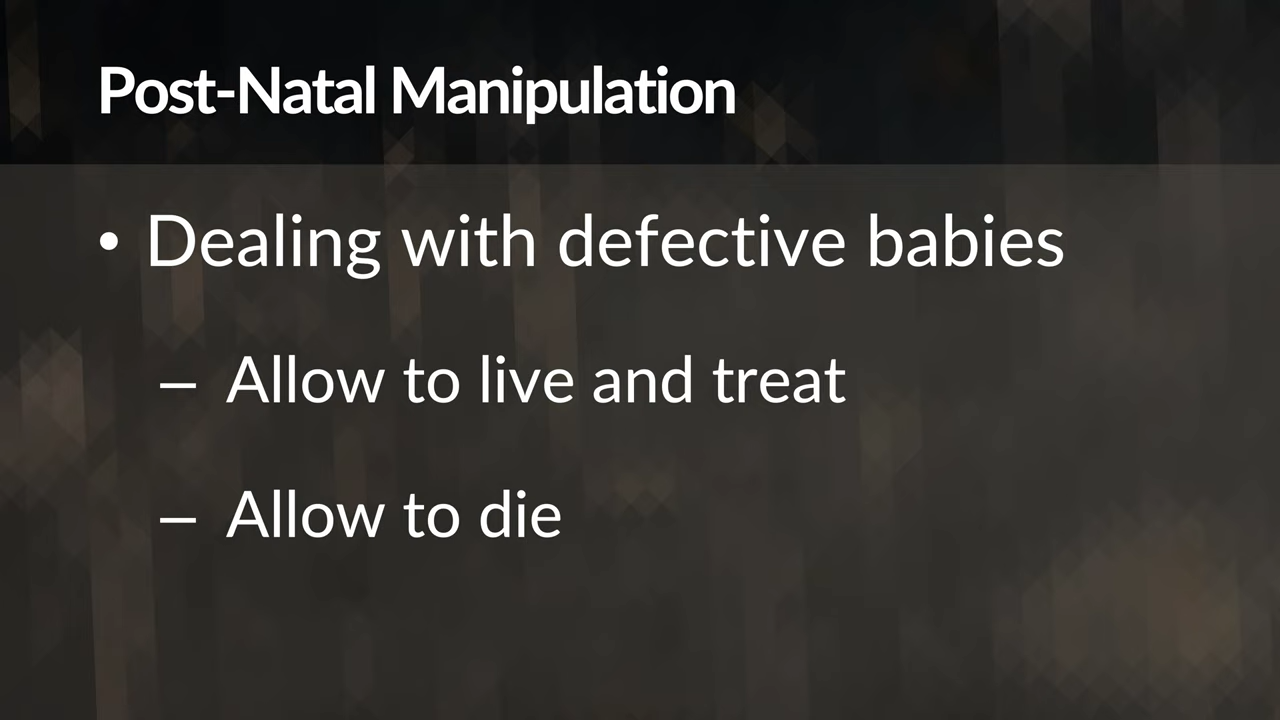 Post-Natal Manipulation
• Dealing with defective babies
– Allow to live and treat
– Allow to die